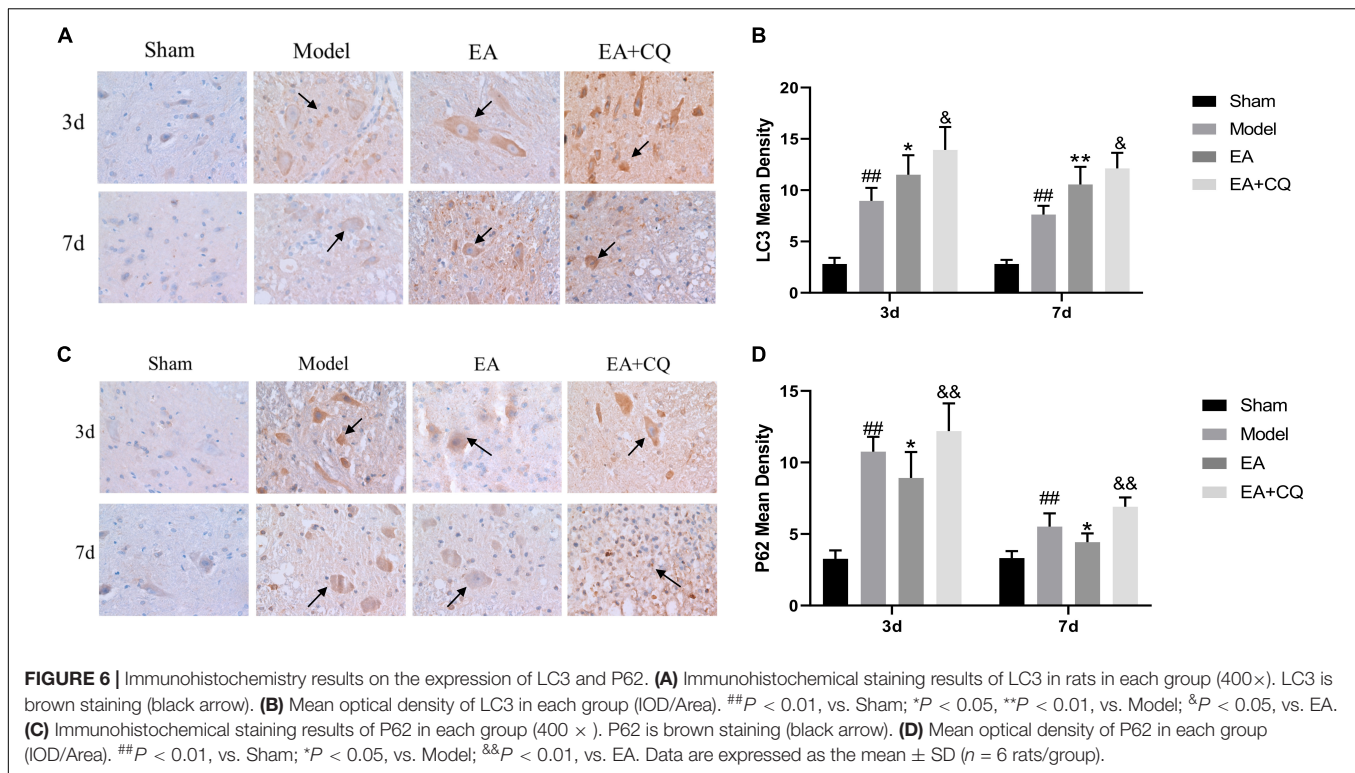 A
Sham Model EA EA+CQ
3d
7d
B
LC3 Mean Density
20
15
10
5
0
## * & ## ** &
3d 7d
Sham
Model
EA
EA+CQ
C
Sham Model EA EA+CQ
3d
7d
D
P62 Mean Density
15
10
5
0
## * && ## * &&
3d 7d
Sham
Model
EA
EA+CQ
FIGURE 6 | Immunohistochemistry results on the expression of LC3 and P62. (A) Immunohistochemical staining results of LC3 in rats in each group (400×). LC3 is
brown staining (black arrow). (B) Mean optical density of LC3 in each group (IOD/Area). ##P < 0.01, vs. Sham; *P < 0.05, **P < 0.01, vs. Model; &P < 0.05, vs. EA.
(C) Immunohistochemical staining results of P62 in each group (400 × ). P62 is brown staining (black arrow). (D) Mean optical density of P62 in each group
(IOD/Area). ##P < 0.01, vs. Sham; *P < 0.05, vs. Model; &&P < 0.01, vs. EA. Data are expressed as the mean ± SD (n = 6 rats/group).